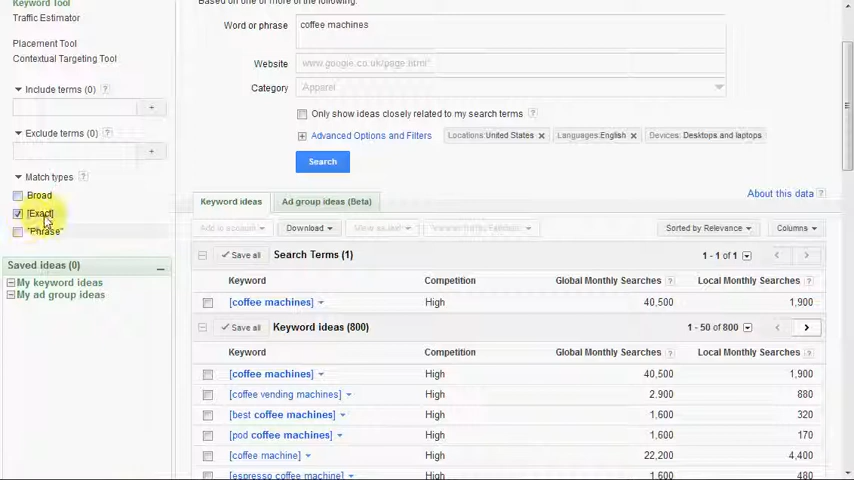 Keyword Tool
Traffic Estimator
Placement Tool
Contextual Targeting Tool
Include terms (0) ?
+
Exclude terms (0) ?
+
Match types ?
Broad
[Exact]
"Phrase"
Saved ideas (0)
My keyword ideas
My ad group ideas
Based on one or more of the following:
Word or phrase coffee machines
Website www.google.co.uk/page.html
Category Apparel
Only show ideas closely related to my search terms ?
Advanced Options and Filters Locations: United States Languages: English Devices: Desktops and laptops
Search
About this data ?
Keyword ideas Ad group ideas (Beta)
Add to account Download View as text Sorted by Relevance Columns
Save all Search Terms (1) 1 - 1 of 1
Keyword Competition Global Monthly Searches ? Local Monthly Searches ?
[coffee machines] High 40,500 1,900
Save all Keyword ideas (800) 1 - 50 of 800
Keyword Competition Global Monthly Searches ? Local Monthly Searches ?
[coffee machines] High 40,500 1,900
[coffee vending machines] High 2,900 880
[best coffee machines] High 1,600 320
[pod coffee machines] High 1,600 170
[coffee machine] High 22,200 4,400
[espresso coffee machine] High 1,600 480